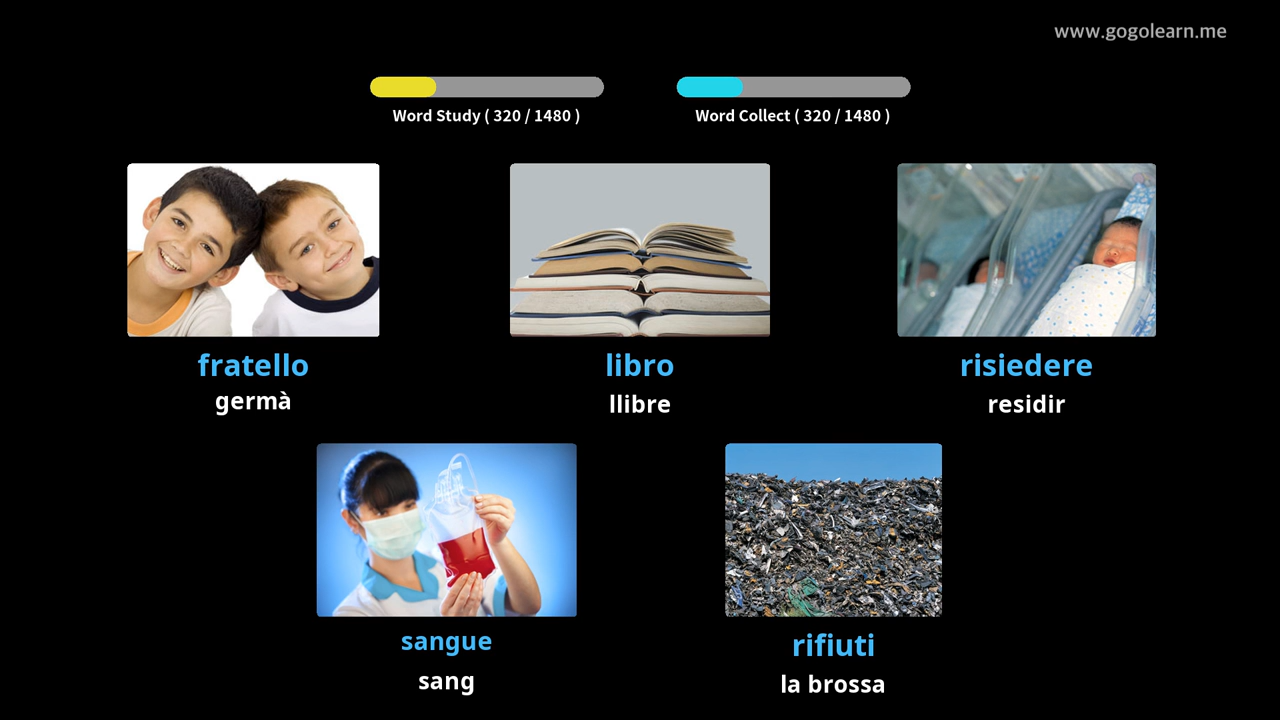 www.gogolearn.me
Word Study ( 320 / 1480 )
Word Collect ( 320 / 1480 )
fratello
germà
libro
llibre
risiedere
residir
sangue
sang
rifiuti
la brossa